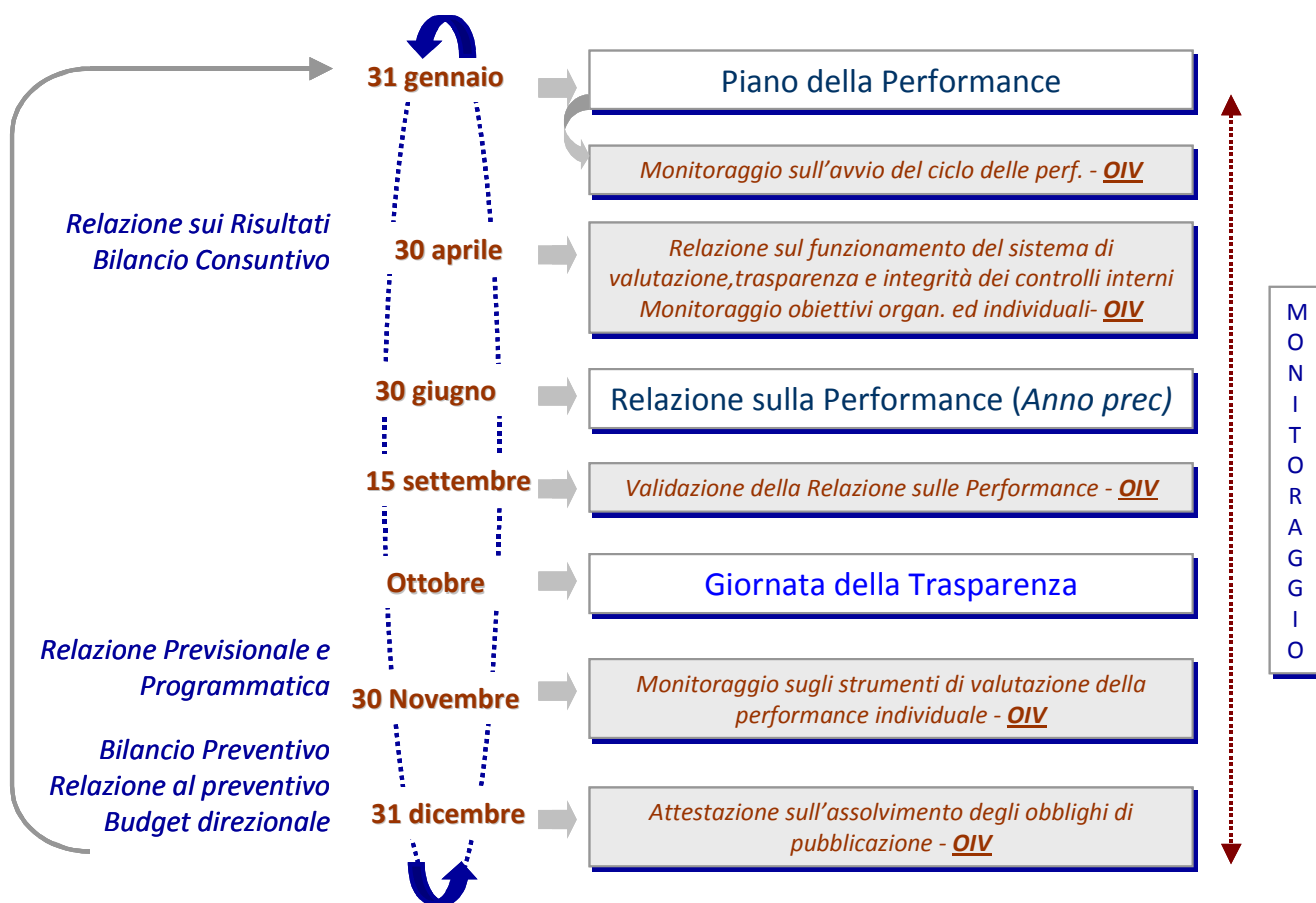 31 gennaio
Piano della Performance
Monitoraggio sull'avvio del ciclo delle perf. - OIV
Relazione sui Risultati
Bilancio Consuntivo
30 aprile
Relazione sul funzionamento del sistema di
valutazione,trasparenza e integrità dei controlli interni
Monitoraggio obiettivi organ. ed individuali- OIV
30 giugno
Relazione sulla Performance (Anno prec)
15 settembre
Validazione della Relazione sulle Performance - OIV
Ottobre
Giornata della Trasparenza
Relazione Previsionale e
Programmatica
30 Novembre
Monitoraggio sugli strumenti di valutazione della
performance individuale - OIV
Bilancio Preventivo
Relazione al preventivo
Budget direzionale
31 dicembre
Attestazione sull'assolvimento degli obblighi di
pubblicazione - OIV
M
O
N
I
T
O
R
A
G
G
I
O